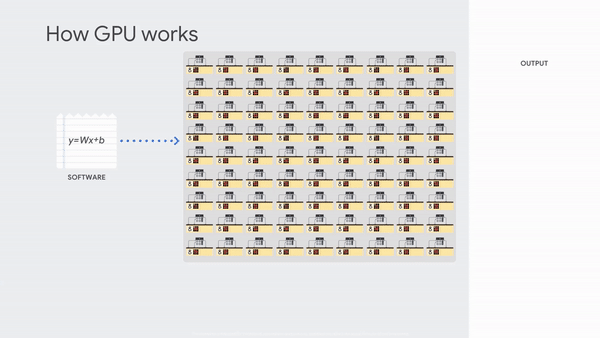 How GPU works
OUTPUT
y=Wx+b
SOFTWARE